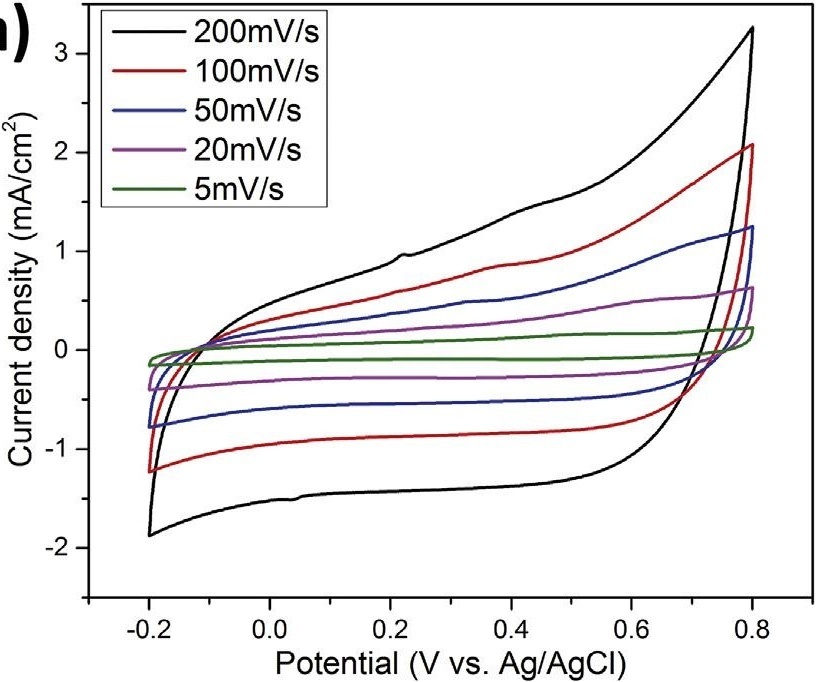 )
200mV/s
100mV/s
50mV/s
20mV/s
5mV/s
3
2
1
0
-1
-2
Current density (mA/cm²)
-0.2 0.0 0.2 0.4 0.6 0.8
Potential (V vs. Ag/AgCl)